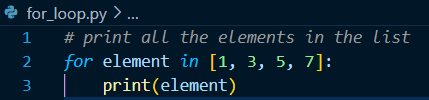 for_loop.py > ...
1 # print all the elements in the list
2 for element in [1, 3, 5, 7]:
3     print(element)